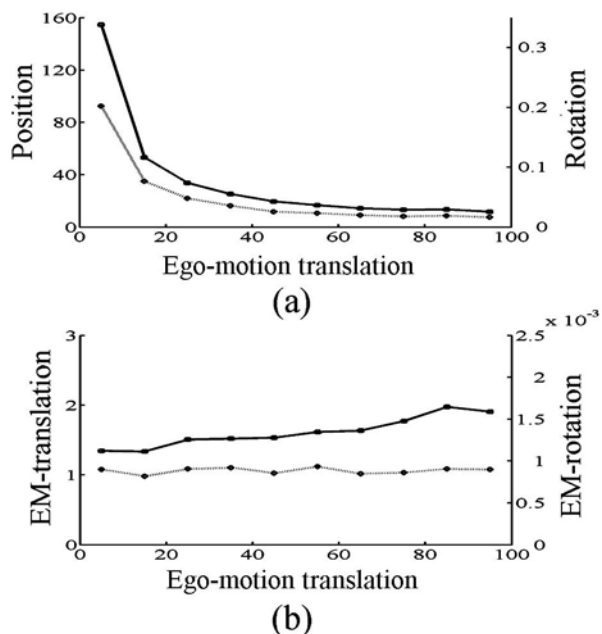 (a)
Position
160
120
80
40
0
Rotation
0.3
0.2
0.1
0
0 20 40 60 80 100
Ego-motion translation
(a)
EM-translation
3
2
1
0
x 10-3
EM-rotation
2.5
2
1.5
1
0.5
0
0 20 40 60 80 100
Ego-motion translation
(b)